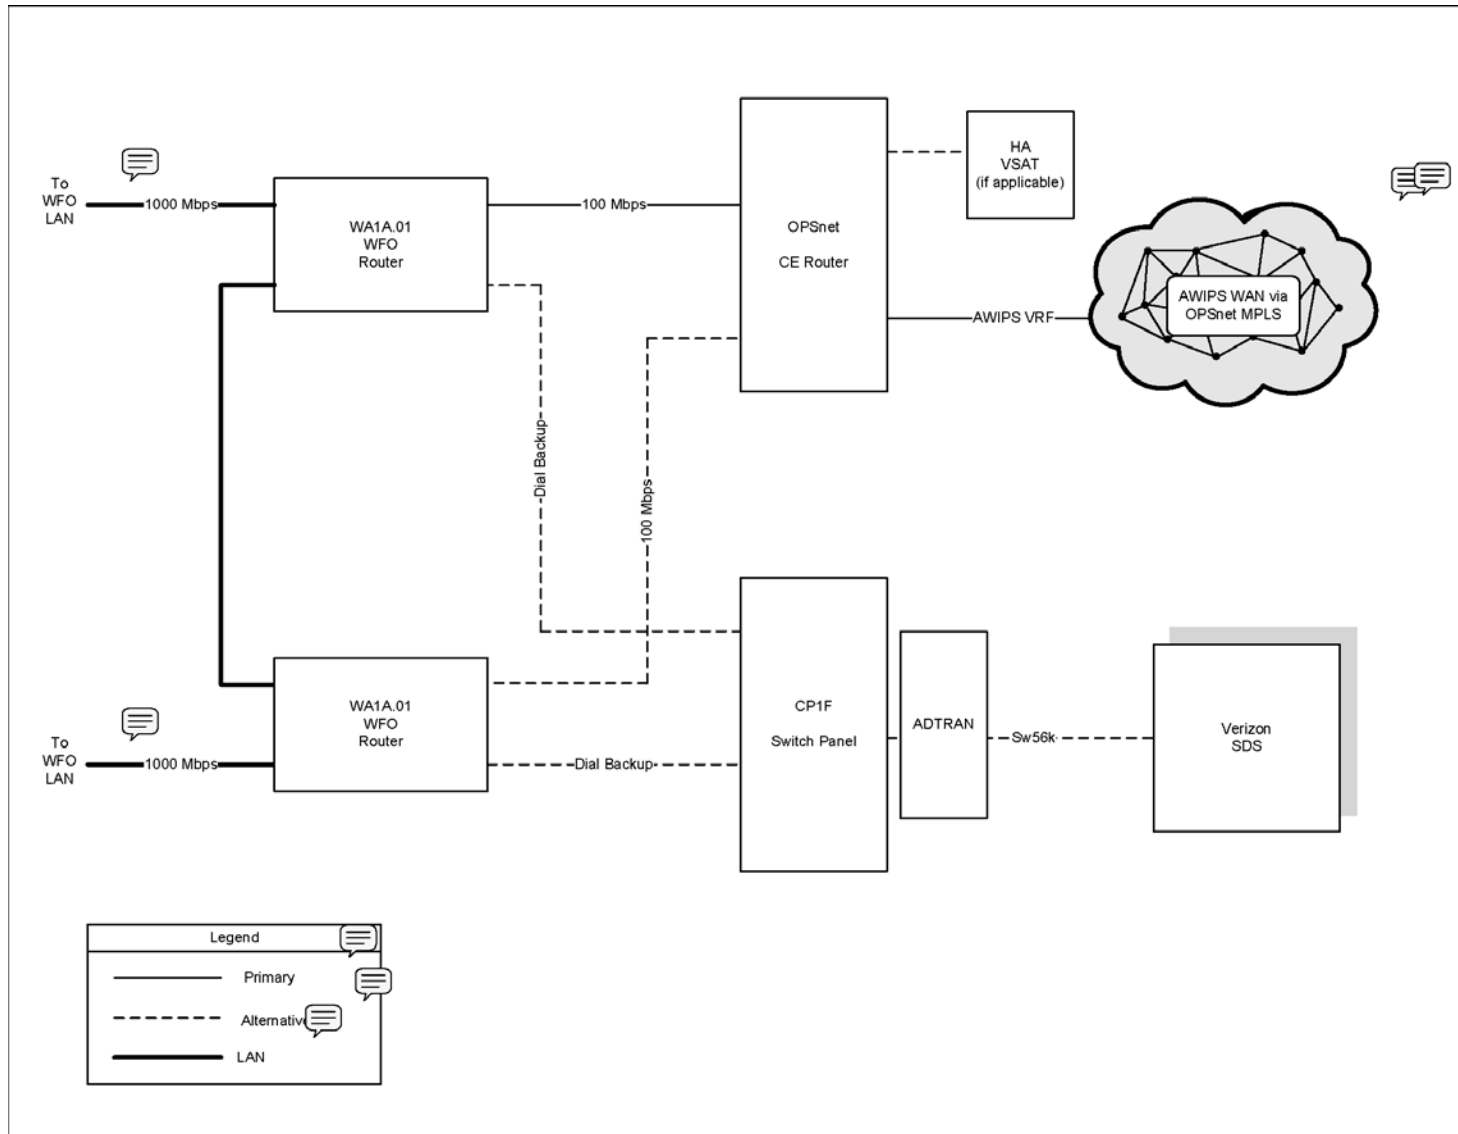 To
WFO
LAN
1000 Mbps
WA1A.01
WFO
Router
100 Mbps
OPSnet
CE Router
HA
VSAT
(if applicable)
AWIPS VRF
AWIPS WAN via
OPSnet MPLS
Dial Backup
100 Mbps
To
WFO
LAN
1000 Mbps
WA1A.01
WFO
Router
Dial Backup
CP1F
Switch Panel
ADTRAN
Sw56k
Verizon
SDS
Legend
Primary
Alternative
LAN